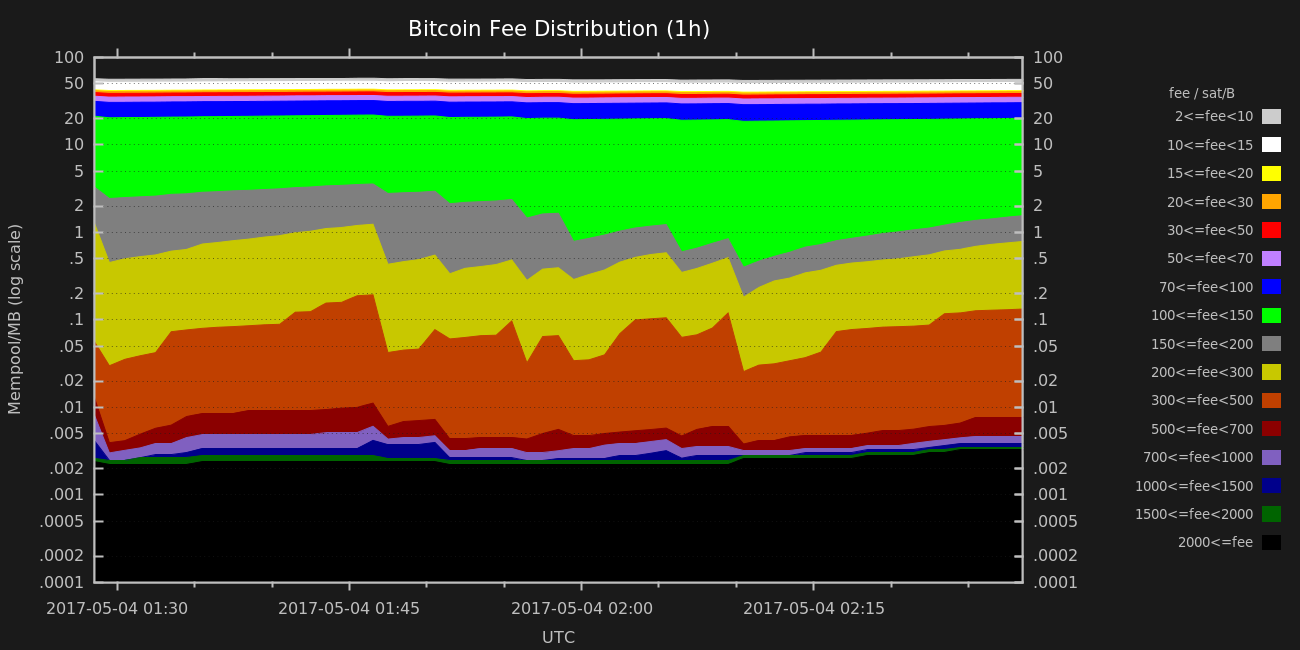 Bitcoin Fee Distribution (1h)
100 100
50 50
20 20
10 10
5 5
2 2
1 1
.5 .5
.2 .2
.1 .1
.05 .05
.02 .02
.01 .01
.005 .005
.002 .002
.001 .001
.0005 .0005
.0002 .0002
.0001 .0001
Mempool/MB (log scale)
2017-05-04 01:30 2017-05-04 01:45 2017-05-04 02:00 2017-05-04 02:15
UTC
fee / sat/B
2<=fee<10
10<=fee<15
15<=fee<20
20<=fee<30
30<=fee<50
50<=fee<70
70<=fee<100
100<=fee<150
150<=fee<200
200<=fee<300
300<=fee<500
500<=fee<700
700<=fee<1000
1000<=fee<1500
1500<=fee<2000
2000<=fee